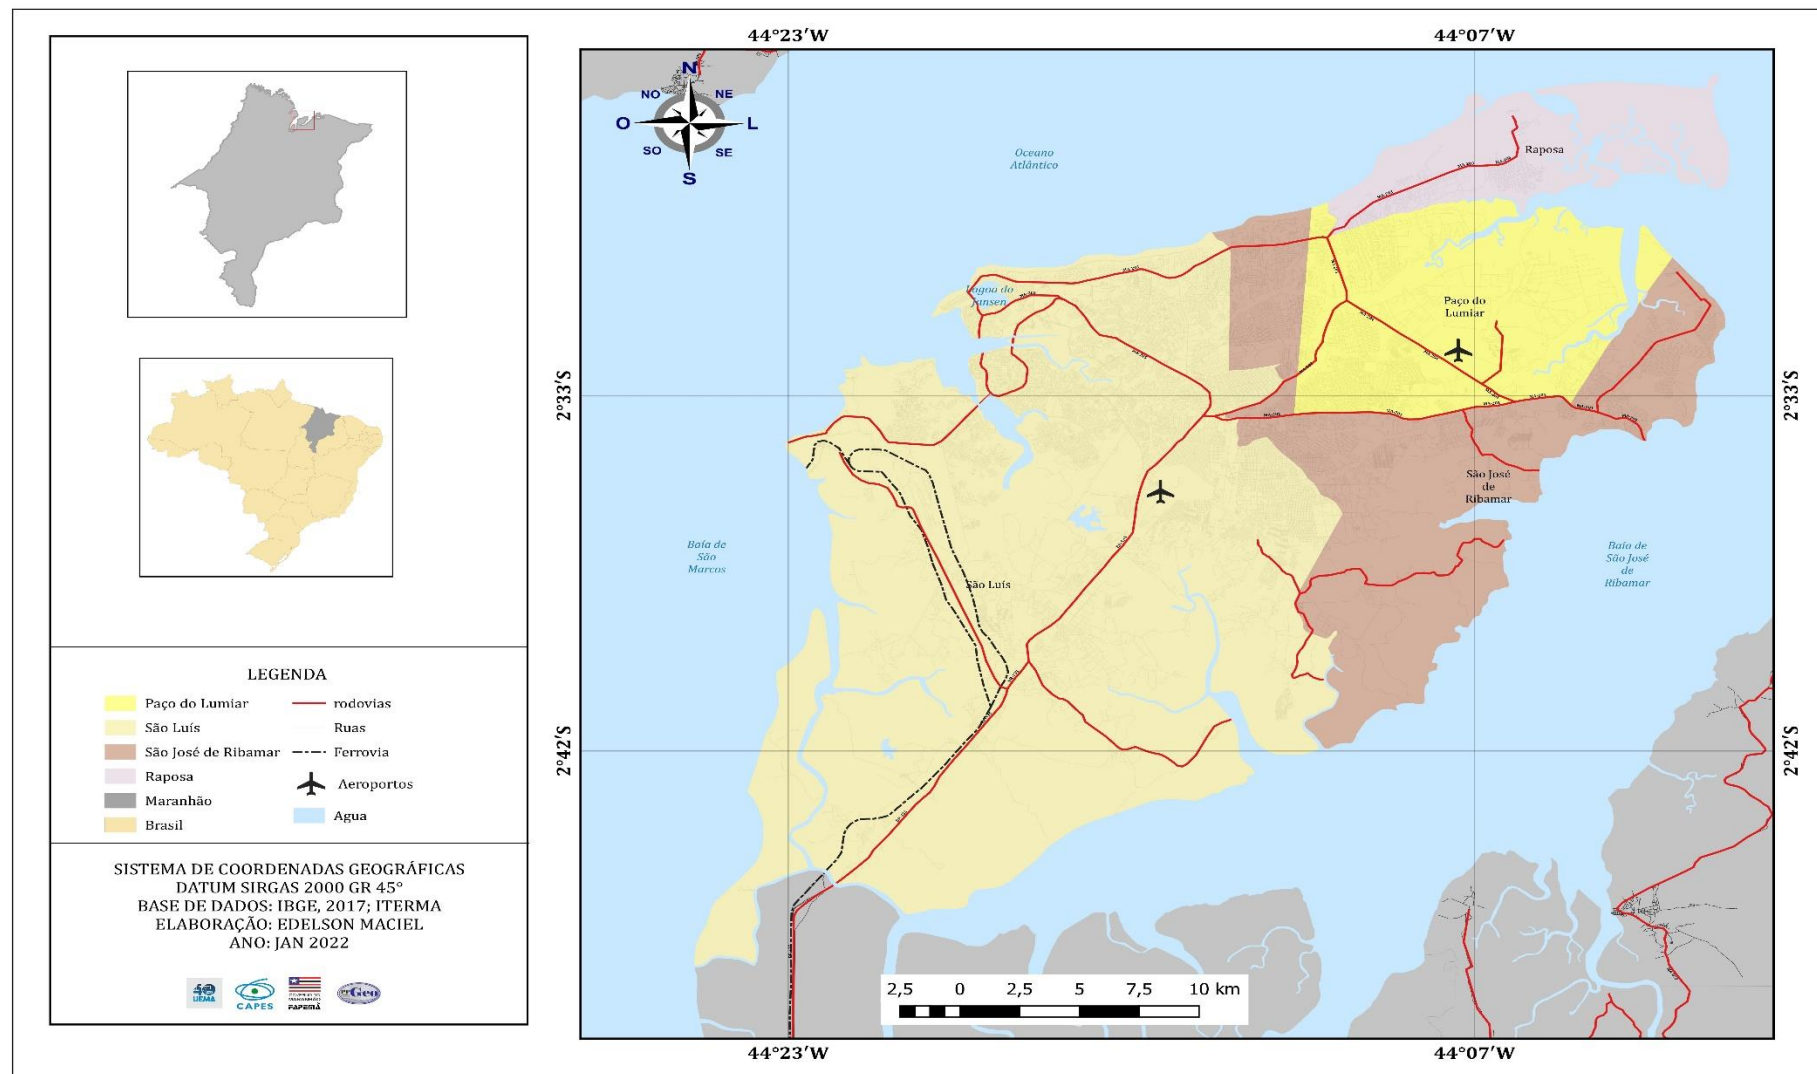 44°23'W
44°07'W
N
NO
NE
O
L
SO
SE
S
Oceano
Atlântico
Raposa
Lagoa do
Jansen
Paço do
Lumiar
2°33'S
2°33'S
São José
de
Ribamar
Baía de
São
Marcos
Baía de
São José
de
Ribamar
São Luís
2°42'S
2°42'S
LEGENDA
Paço do Lumiar
São Luís
São José de Ribamar
Raposa
Maranhão
Brasil
rodovias
Ruas
Ferrovia
Aeroportos
Agua
SISTEMA DE COORDENADAS GEOGRÁFICAS
DATUM SIRGAS 2000 GR 45°
BASE DE DADOS: IBGE, 2017; ITERMA
ELABORAÇÃO: EDELSON MACIEL
ANO: JAN 2022
UEMA
CAPES
FAPEMA
Geo
2,5 0 2,5 5 7,5 10 km
44°23'W
44°07'W